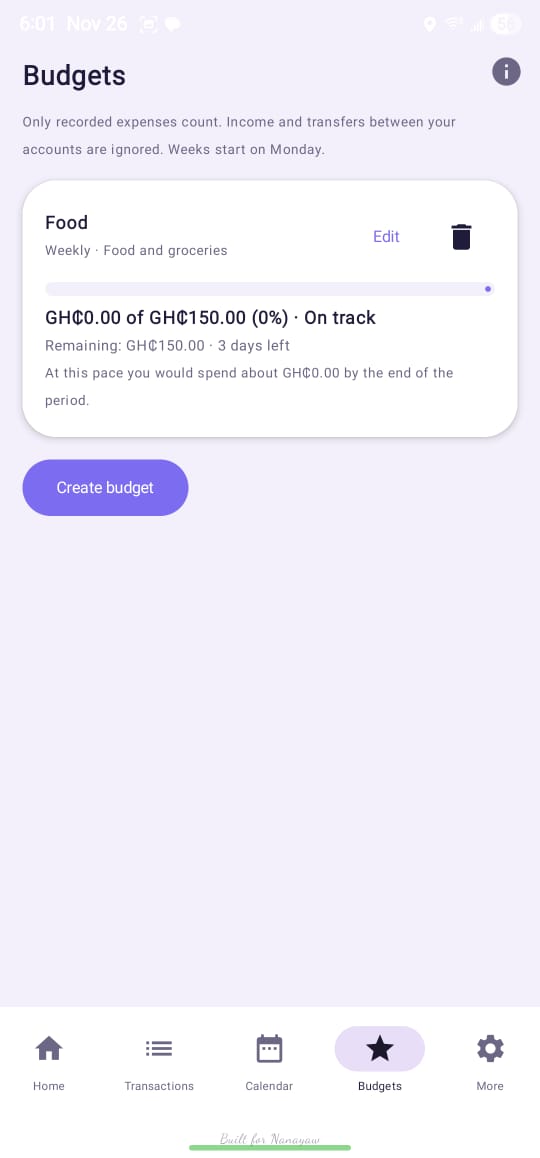 6:01 Nov 26
Budgets
Only recorded expenses count. Income and transfers between your
accounts are ignored. Weeks start on Monday.
Food
Weekly · Food and groceries
Edit
GH₵0.00 of GH₵150.00 (0%) · On track
Remaining: GH₵150.00 · 3 days left
At this pace you would spend about GH₵0.00 by the end of the
period.
Create budget
Home
Transactions
Calendar
Budgets
More
Built for Nanayaw